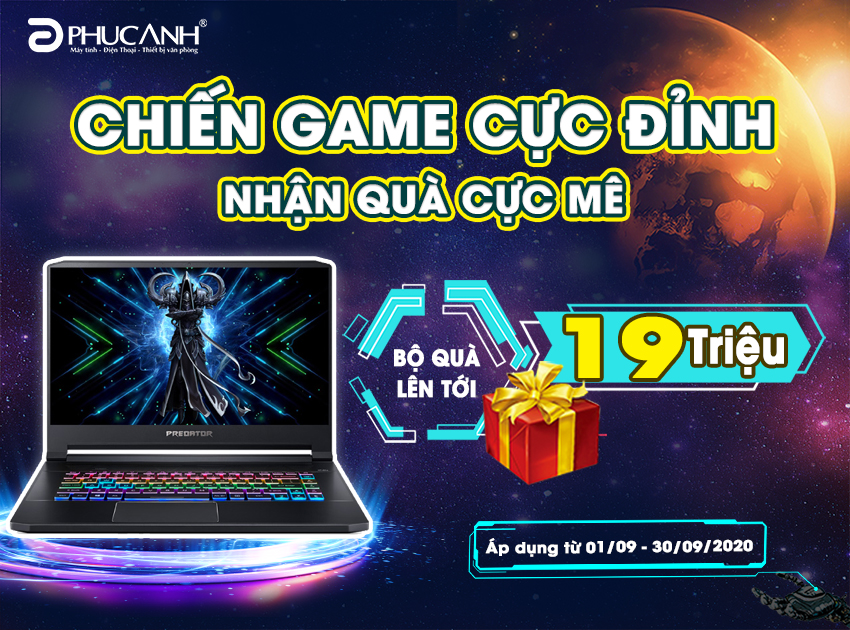 PHUCANH®
Máy tính - Điện Thoại - Thiết bị văn phòng
CHIẾN GAME CỰC ĐỈNH
NHẬN QUÀ CỰC MÊ
BỘ QUÀ
LÊN TỚI
19 Triệu
PREDATOR
Áp dụng từ 01/09 - 30/09/2020